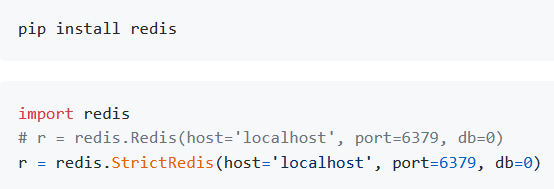 pip install redis
import redis
# r = redis.Redis(host='localhost', port=6379, db=0)
r = redis.StrictRedis(host='localhost', port=6379, db=0)